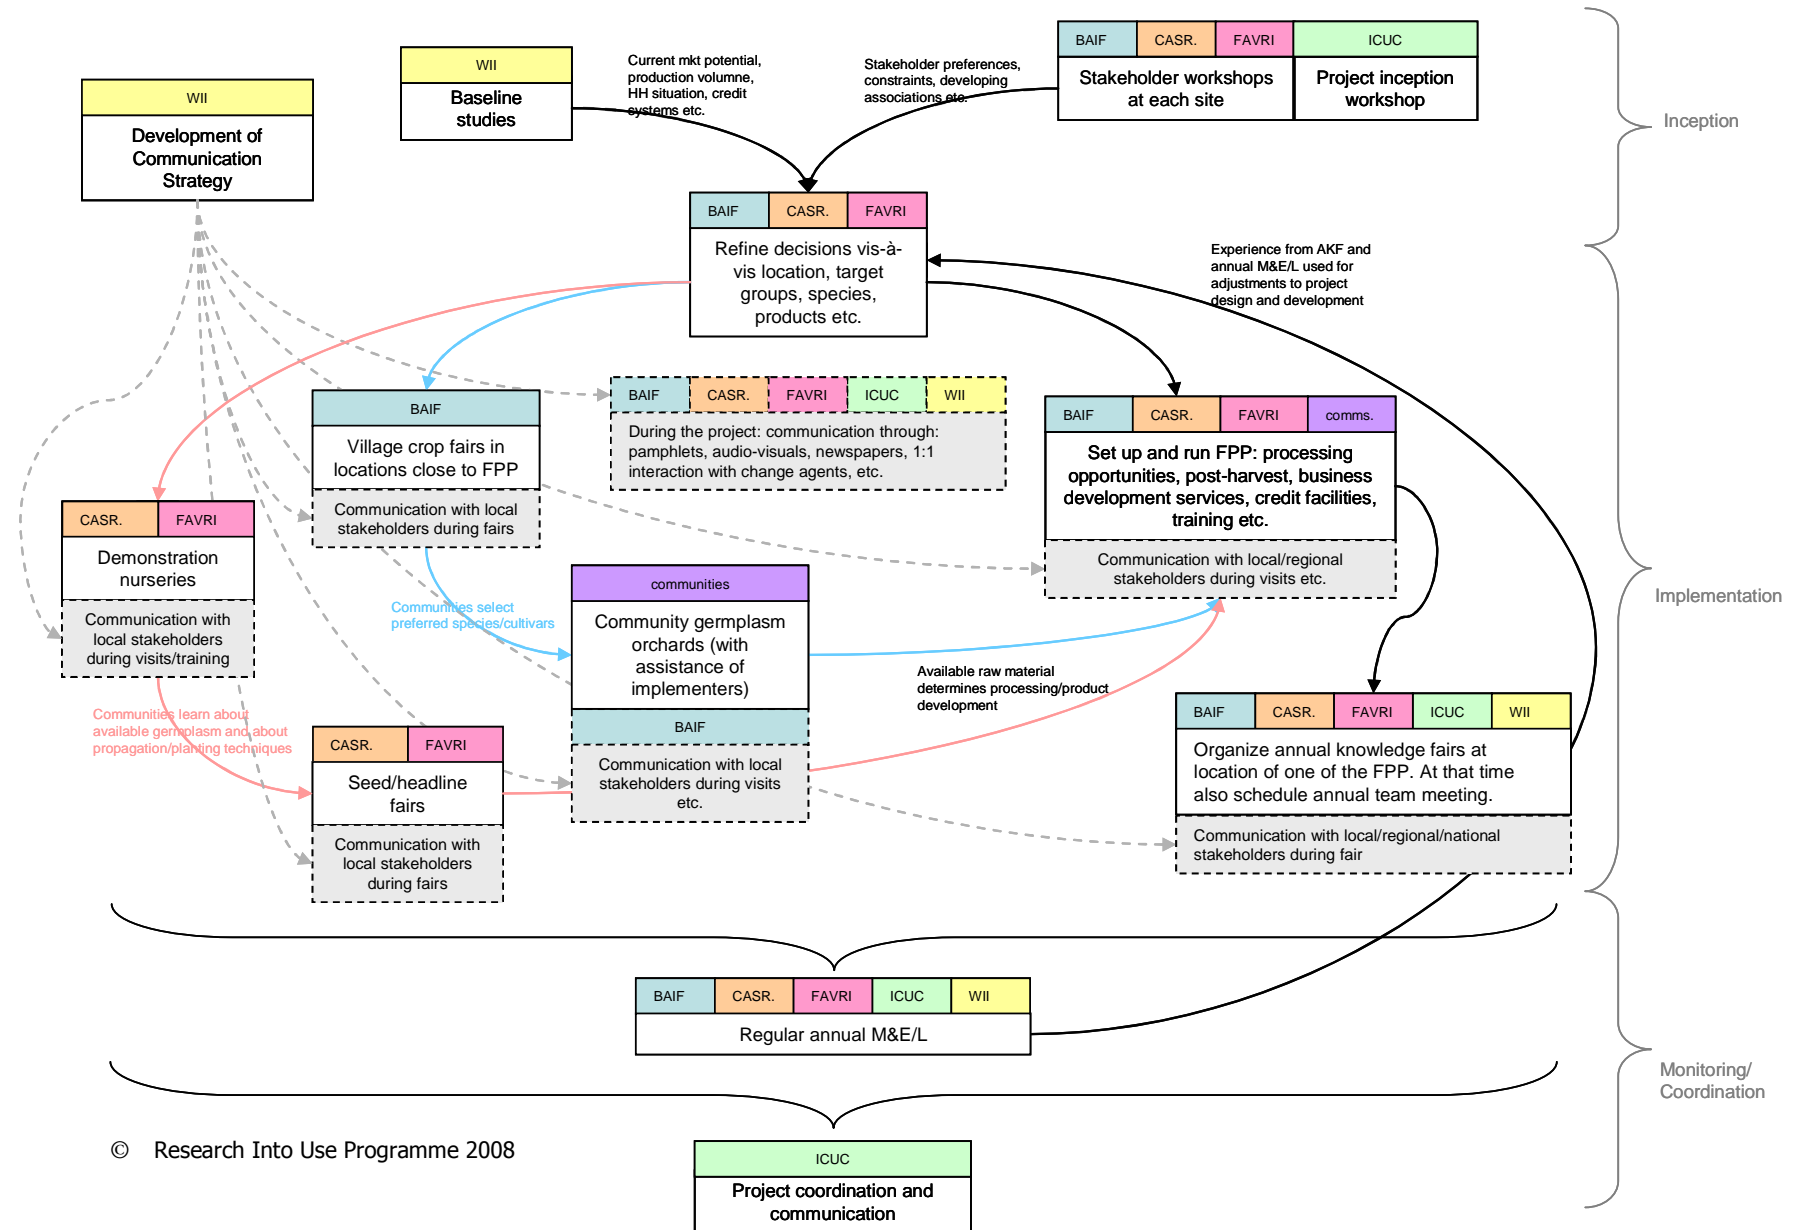 BAIF CASR. FAVRI ICUC
Stakeholder workshops
at each site
Project inception
workshop
WII
Baseline
studies
Current mkt potential,
production volumne,
HH situation, credit
systems etc.
Stakeholder preferences,
constraints, developing
associations etc.
WII
Development of
Communication
Strategy
Inception
BAIF CASR. FAVRI
Refine decisions vis-à-
vis location, target
groups, species,
products etc.
Experience from AKF and
annual M&E/L used for
adjustments to project
design and development
BAIF
Village crop fairs in
locations close to FPP
Communication with local
stakeholders during fairs
BAIF CASR. FAVRI ICUC WII
During the project: communication through:
pamphlets, audio-visuals, newspapers, 1:1
interaction with change agents, etc.
BAIF CASR. FAVRI comms.
Set up and run FPP: processing
opportunities, post-harvest, business
development services, credit facilities,
training etc.
Communication with local/regional
stakeholders during visits etc.
CASR. FAVRI
Demonstration
nurseries
Communication with
local stakeholders
during visits/training
Communities select
preferred species/cultivars
communities
Community germplasm
orchards (with
assistance of
implementers)
BAIF
Communication with local
stakeholders during visits
etc.
Implementation
Available raw material
determines processing/product
development
Communities learn about
available germplasm and about
propagation/planting techniques
CASR. FAVRI
Seed/headline
fairs
Communication with
local stakeholders
during fairs
BAIF CASR. FAVRI ICUC WII
Organize annual knowledge fairs at
location of one of the FPP. At that time
also schedule annual team meeting.
Communication with local/regional/national
stakeholders during fair
BAIF CASR. FAVRI ICUC WII
Regular annual M&E/L
Monitoring/
Coordination
© Research Into Use Programme 2008
ICUC
Project coordination and
communication